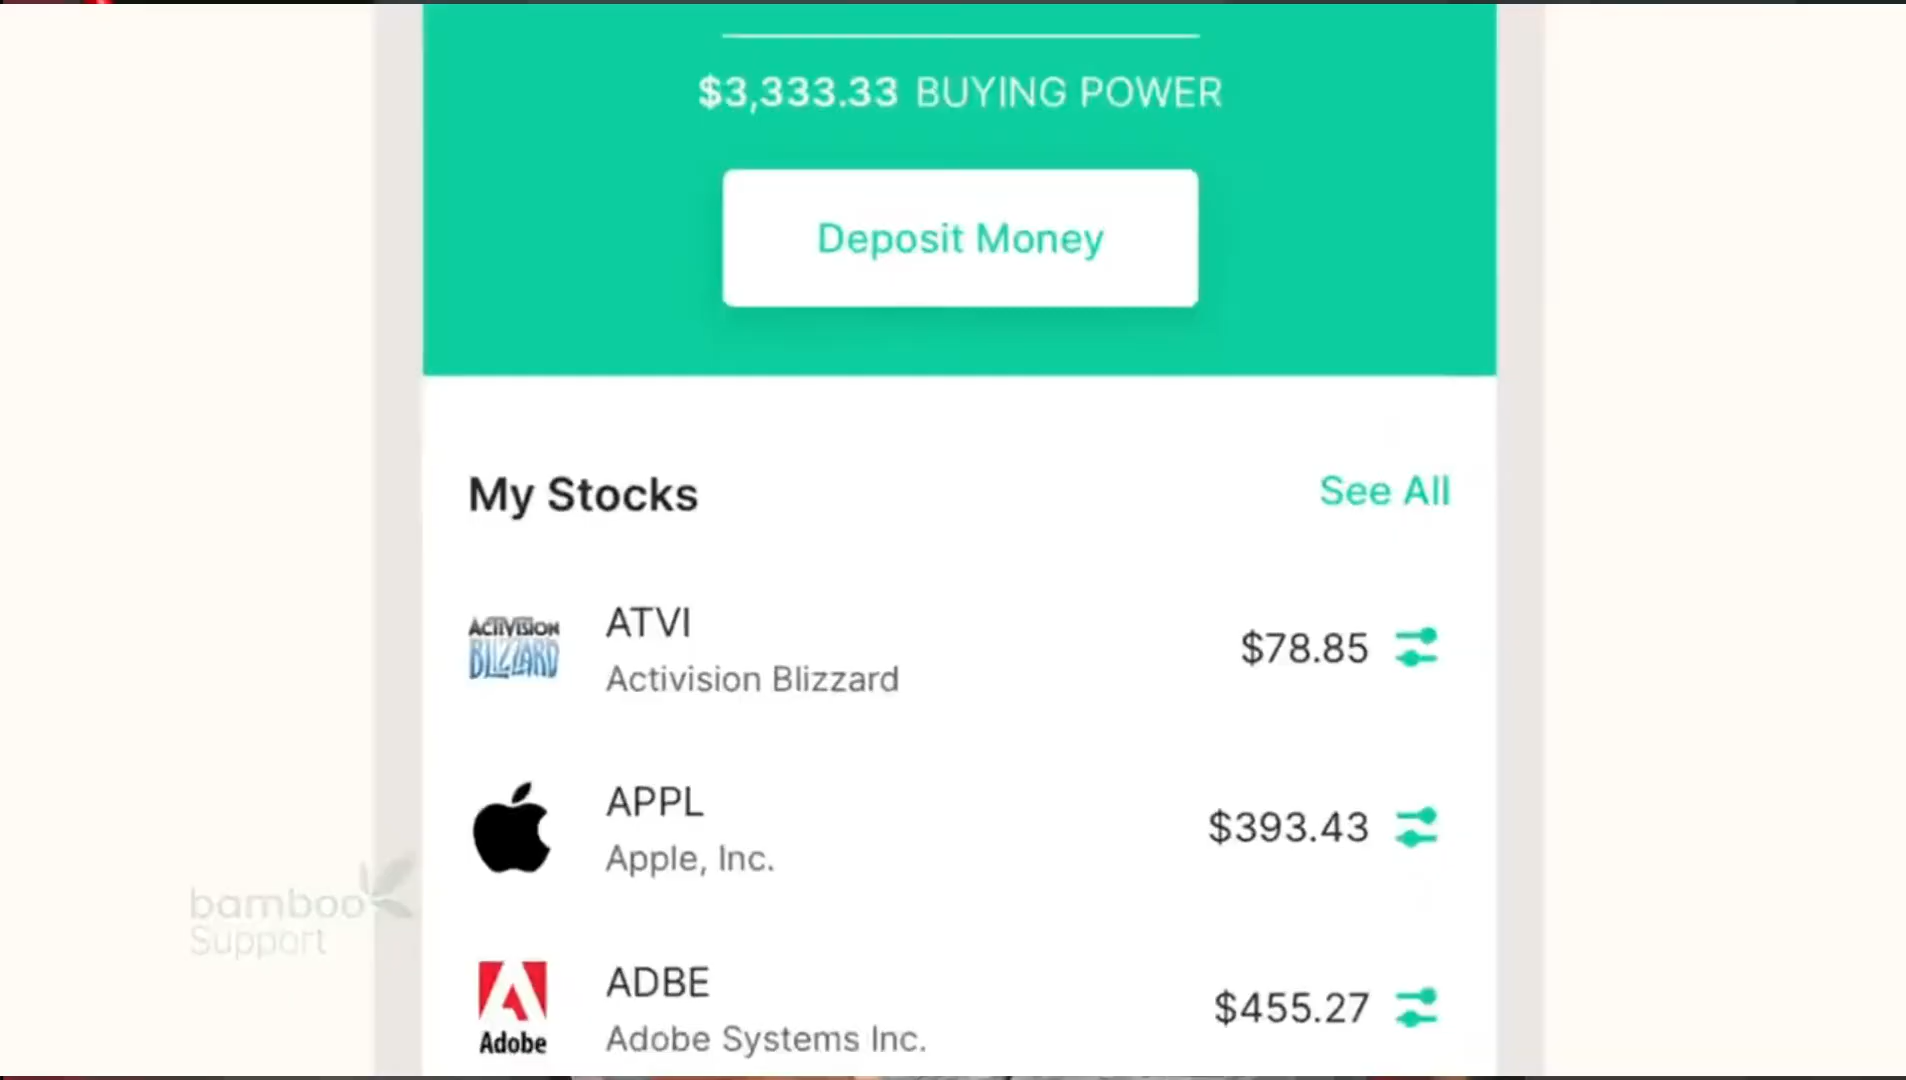 $3,333.33 BUYING POWER
Deposit Money
My Stocks
See All
ACTIVISION
BLIZZARD
ATVI
Activision Blizzard
$78.85
APPL
Apple, Inc.
$393.43
bamboo
Support
Adobe
ADBE
Adobe Systems Inc.
$455.27